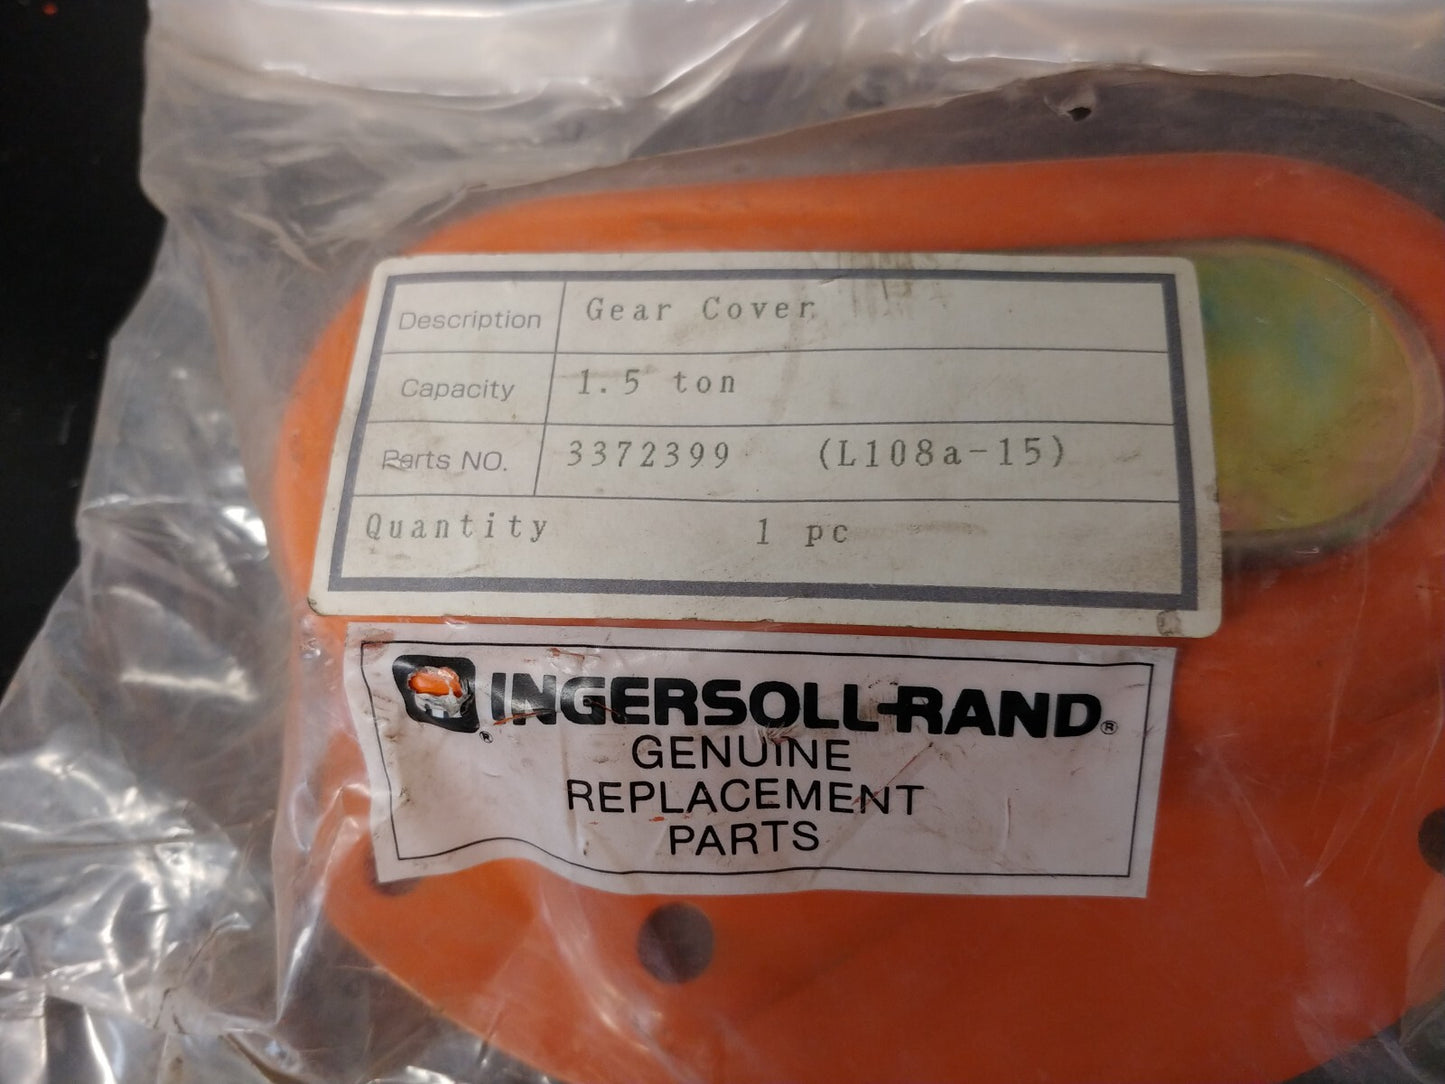 Description Gear Cover
Capacity 1.5 ton
Parts NO. 3372399 (L108a-15)
Quantity 1 pc
INGERSOLL-RAND®
®
GENUINE
REPLACEMENT
PARTS